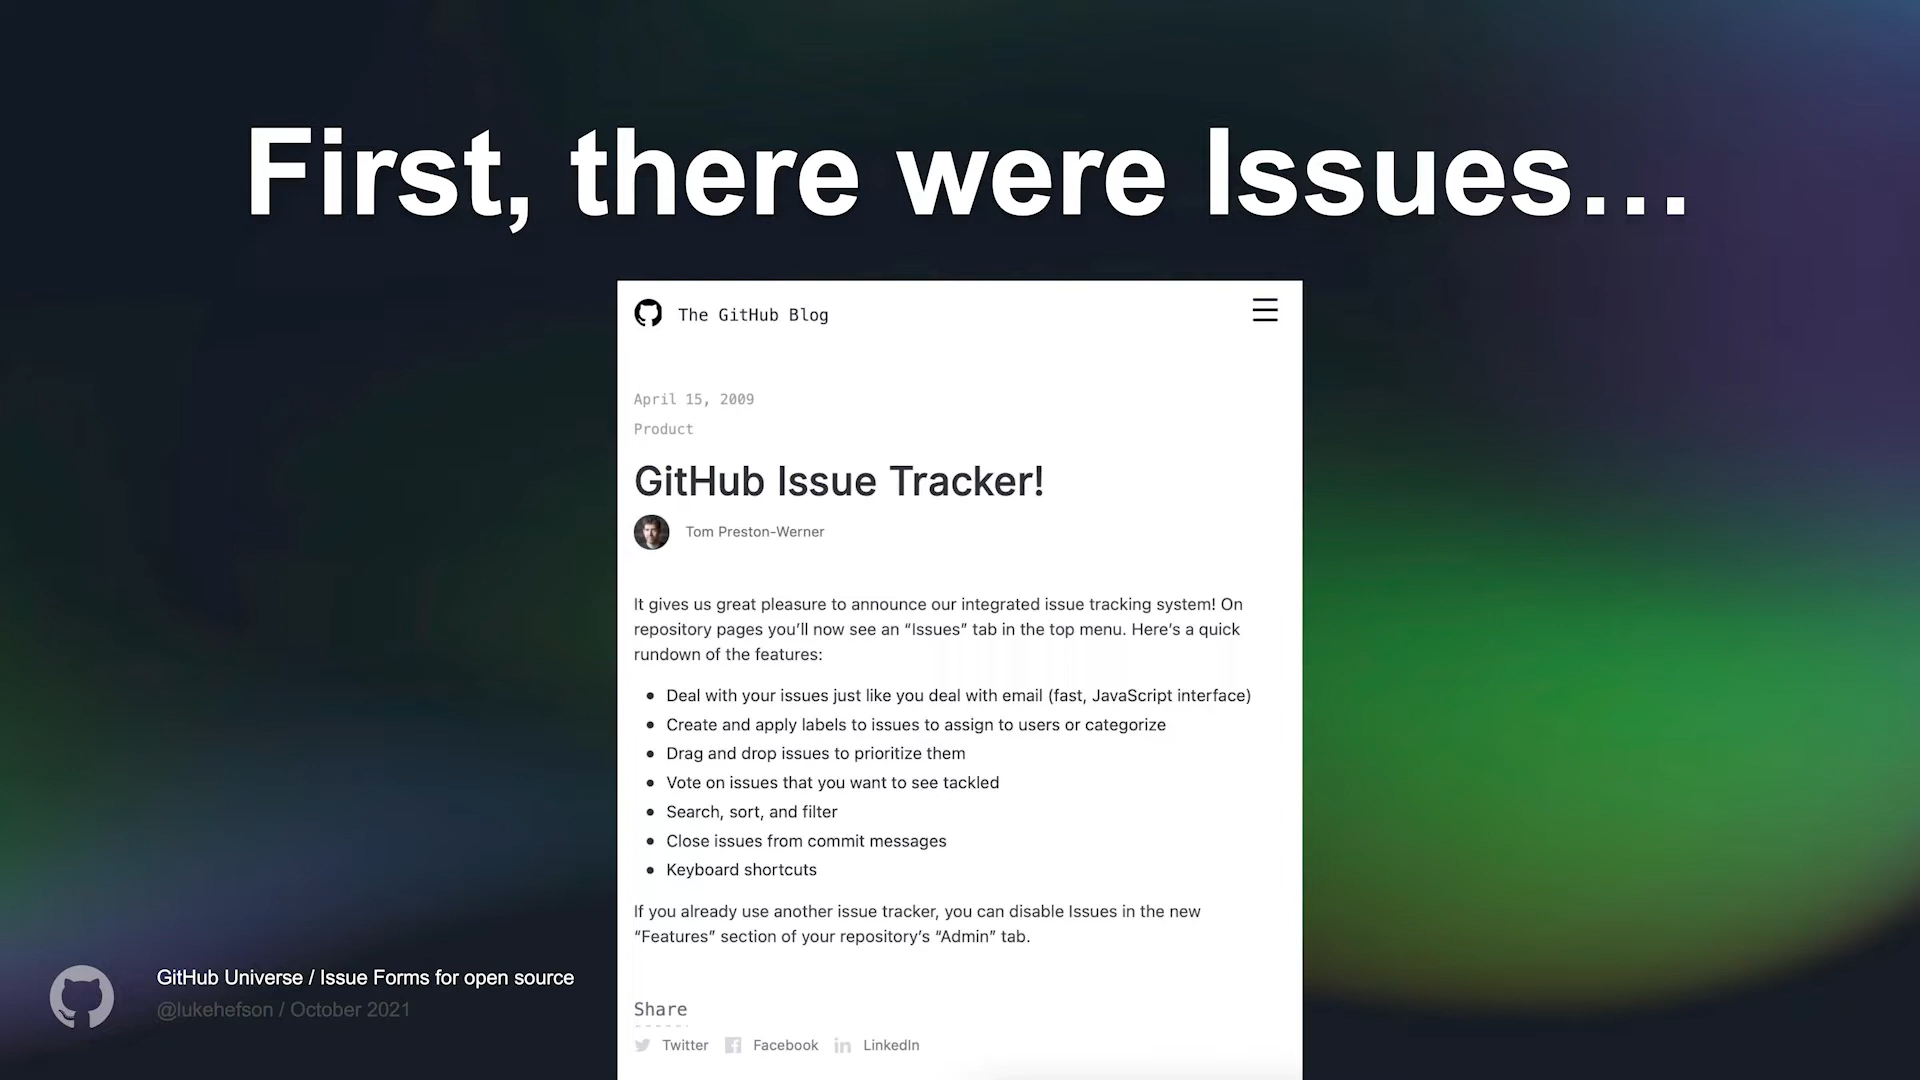 First, there were Issues...
The GitHub Blog
April 15, 2009
Product
GitHub Issue Tracker!
Tom Preston-Werner
It gives us great pleasure to announce our integrated issue tracking system! On
repository pages you’ll now see an “Issues” tab in the top menu. Here’s a quick
rundown of the features:
• Deal with your issues just like you deal with email (fast, JavaScript interface)
• Create and apply labels to issues to assign to users or categorize
• Drag and drop issues to prioritize them
• Vote on issues that you want to see tackled
• Search, sort, and filter
• Close issues from commit messages
• Keyboard shortcuts
If you already use another issue tracker, you can disable Issues in the new
“Features” section of your repository’s “Admin” tab.
Share
Twitter Facebook LinkedIn
GitHub Universe / Issue Forms for open source
@lukehefson / October 2021